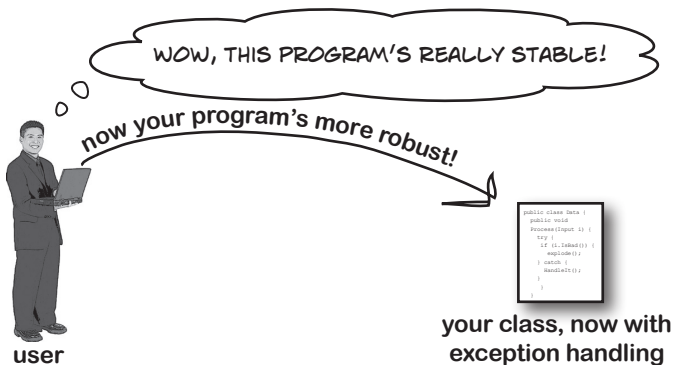 WOW, THIS PROGRAM'S REALLY STABLE!
now your program's more robust!
public class Data {
public void
Process(Input i) {
try {
if (i.IsBad()) {
explode();
} catch {
HandleIt();
}
}
}
your class, now with
exception handling
user